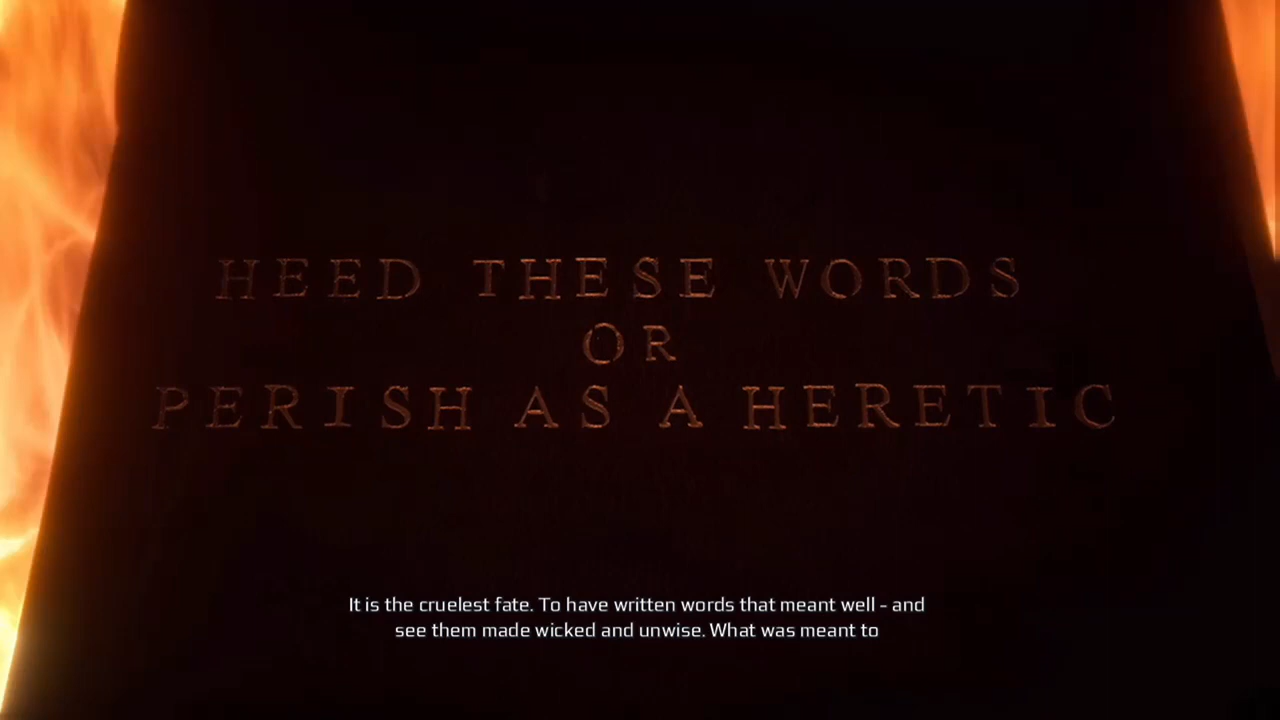 HEED THESE WORDS
OR
PERISH AS A HERETIC
It is the cruelest fate. To have written words that meant well - and
see them made wicked and unwise. What was meant to